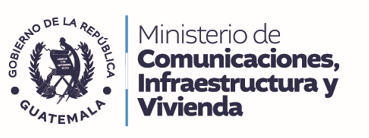 GOBIERNO DE LA REPÚBLICA
GUATEMALA
Ministerio de
Comunicaciones,
Infraestructura y
Vivienda